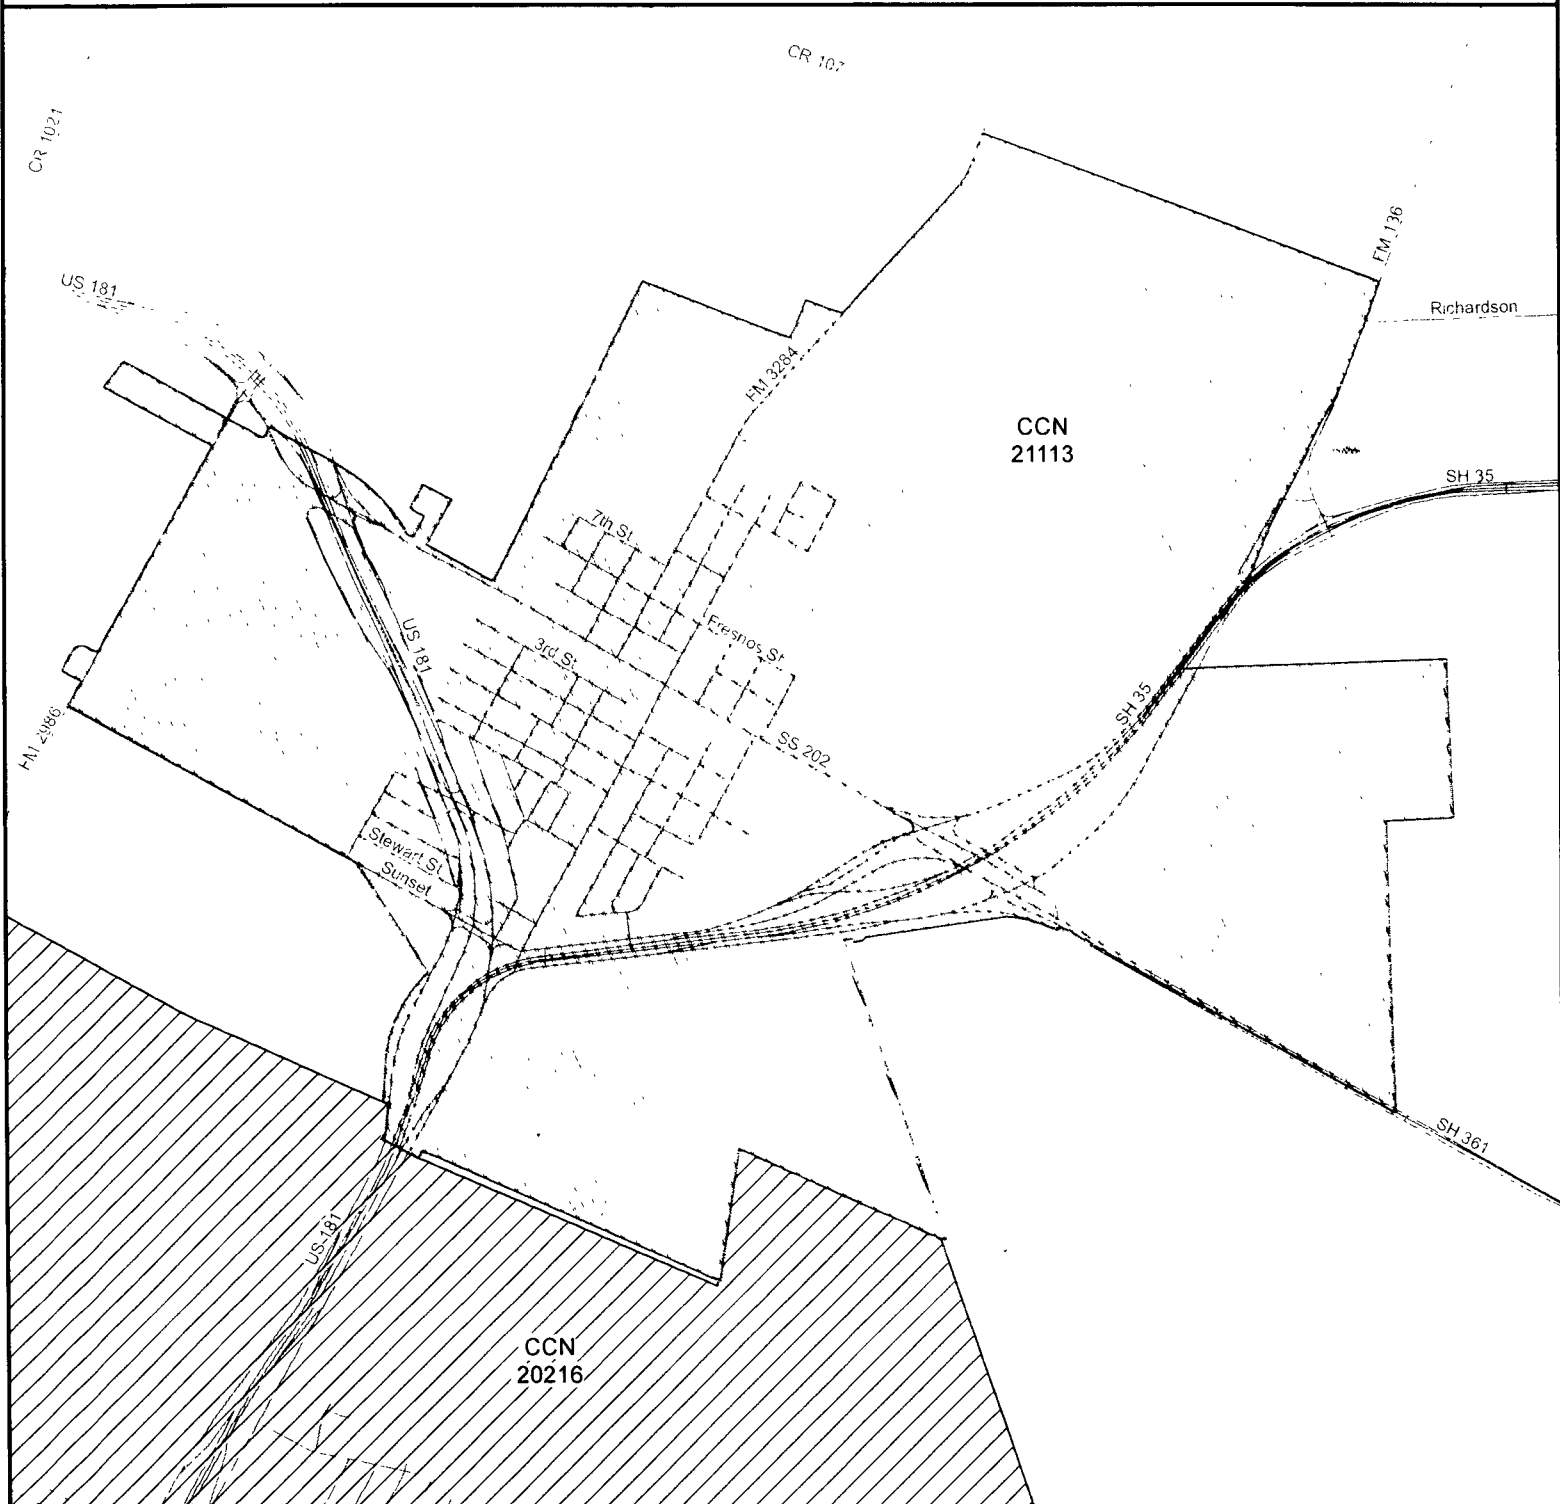 CR 107
CR 1021
FM 136
US 181
Richardson
FM 3284
CCN
21113
SH 35
7th St
Fresnos St
US 181
3rd St
SH 35
FM 2986
SS 202
Stewart St
Sunset
SH 361
US 181
CCN
20216